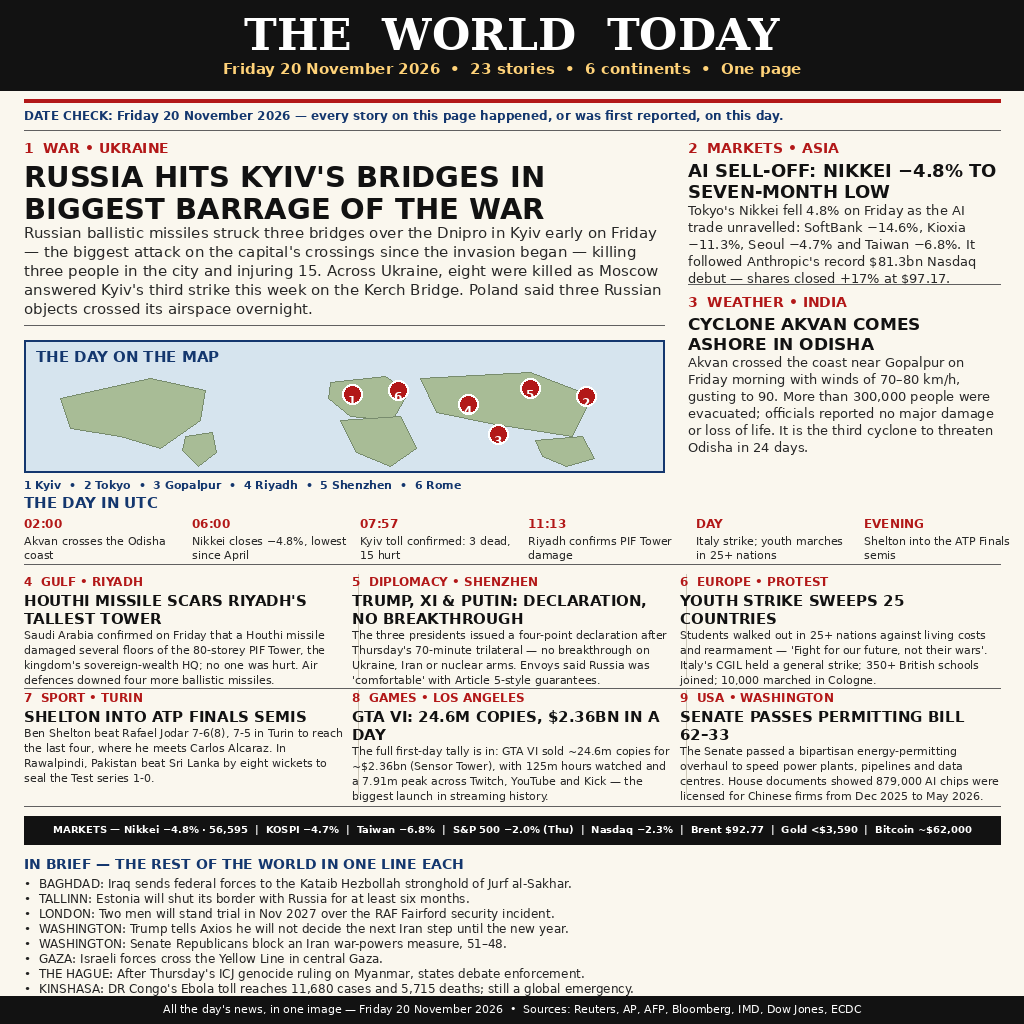 THE WORLD TODAY
Friday 20 November 2026 • 23 stories • 6 continents • One page
DATE CHECK: Friday 20 November 2026 — every story on this page happened, or was first reported, on this day.
1 WAR • UKRAINE
RUSSIA HITS KYIV'S BRIDGES IN
BIGGEST BARRAGE OF THE WAR
Russian ballistic missiles struck three bridges over the Dnipro in Kyiv early on Friday
— the biggest attack on the capital's crossings since the invasion began — killing
three people in the city and injuring 15. Across Ukraine, eight were killed as Moscow
answered Kyiv's third strike this week on the Kerch Bridge. Poland said three Russian
objects crossed its airspace overnight.
2 MARKETS • ASIA
AI SELL-OFF: NIKKEI −4.8% TO
SEVEN-MONTH LOW
Tokyo's Nikkei fell 4.8% on Friday as the AI
trade unravelled: SoftBank −14.6%, Kioxia
−11.3%, Seoul −4.7% and Taiwan −6.8%. It
followed Anthropic's record $81.3bn Nasdaq
debut — shares closed +17% at $97.17.
3 WEATHER • INDIA
CYCLONE AKVAN COMES
ASHORE IN ODISHA
Akvan crossed the coast near Gopalpur on
Friday morning with winds of 70–80 km/h,
gusting to 90. More than 300,000 people were
evacuated; officials reported no major damage
or loss of life. It is the third cyclone to threaten
Odisha in 24 days.
THE DAY ON THE MAP
1
6
4
5
2
3
1 Kyiv • 2 Tokyo • 3 Gopalpur • 4 Riyadh • 5 Shenzhen • 6 Rome
THE DAY IN UTC
02:00
Akvan crosses the Odisha
coast
06:00
Nikkei closes −4.8%, lowest
since April
07:57
Kyiv toll confirmed: 3 dead,
15 hurt
11:13
Riyadh confirms PIF Tower
damage
DAY
Italy strike; youth marches
in 25+ nations
EVENING
Shelton into the ATP Finals
semis
4 GULF • RIYADH
HOUTHI MISSILE SCARS RIYADH'S
TALLEST TOWER
Saudi Arabia confirmed on Friday that a Houthi missile
damaged several floors of the 80-storey PIF Tower, the
kingdom's sovereign-wealth HQ; no one was hurt. Air
defences downed four more ballistic missiles.
5 DIPLOMACY • SHENZHEN
TRUMP, XI & PUTIN: DECLARATION,
NO BREAKTHROUGH
The three presidents issued a four-point declaration after
Thursday's 70-minute trilateral — no breakthrough on
Ukraine, Iran or nuclear arms. Envoys said Russia was
'comfortable' with Article 5-style guarantees.
6 EUROPE • PROTEST
YOUTH STRIKE SWEEPS 25
COUNTRIES
Students walked out in 25+ nations against living costs
and rearmament — 'Fight for our future, not their wars'.
Italy's CGIL held a general strike; 350+ British schools
joined; 10,000 marched in Cologne.
7 SPORT • TURIN
SHELTON INTO ATP FINALS SEMIS
Ben Shelton beat Rafael Jodar 7-6(8), 7-5 in Turin to reach
the last four, where he meets Carlos Alcaraz. In
Rawalpindi, Pakistan beat Sri Lanka by eight wickets to
seal the Test series 1-0.
8 GAMES • LOS ANGELES
GTA VI: 24.6M COPIES, $2.36BN IN A
DAY
The full first-day tally is in: GTA VI sold ~24.6m copies for
~$2.36bn (Sensor Tower), with 125m hours watched and
a 7.91m peak across Twitch, YouTube and Kick — the
biggest launch in streaming history.
9 USA • WASHINGTON
SENATE PASSES PERMITTING BILL
62–33
The Senate passed a bipartisan energy-permitting
overhaul to speed power plants, pipelines and data
centres. House documents showed 879,000 AI chips were
licensed for Chinese firms from Dec 2025 to May 2026.
MARKETS — Nikkei −4.8% · 56,595 | KOSPI −4.7% | Taiwan −6.8% | S&P 500 −2.0% (Thu) | Nasdaq −2.3% | Brent $92.77 | Gold <$3,590 | Bitcoin ~$62,000
IN BRIEF — THE REST OF THE WORLD IN ONE LINE EACH
• BAGHDAD: Iraq sends federal forces to the Kataib Hezbollah stronghold of Jurf al-Sakhar.
• TALLINN: Estonia will shut its border with Russia for at least six months.
• LONDON: Two men will stand trial in Nov 2027 over the RAF Fairford security incident.
• WASHINGTON: Trump tells Axios he will not decide the next Iran step until the new year.
• WASHINGTON: Senate Republicans block an Iran war-powers measure, 51–48.
• GAZA: Israeli forces cross the Yellow Line in central Gaza.
• THE HAGUE: After Thursday's ICJ genocide ruling on Myanmar, states debate enforcement.
• KINSHASA: DR Congo's Ebola toll reaches 11,680 cases and 5,715 deaths; still a global emergency.
All the day's news, in one image — Friday 20 November 2026 • Sources: Reuters, AP, AFP, Bloomberg, IMD, Dow Jones, ECDC